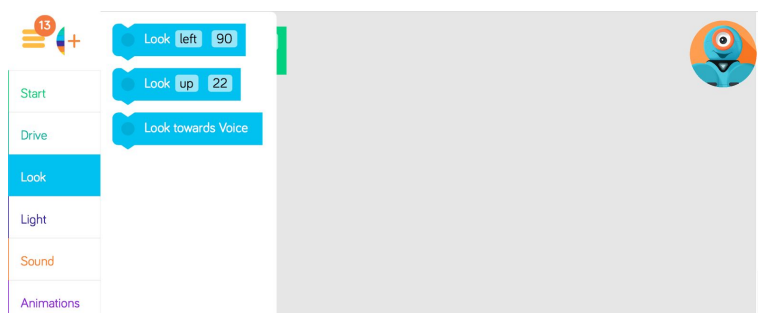 13
Look left 90
Look up 22
Look towards Voice
Start
Drive
Look
Light
Sound
Animations